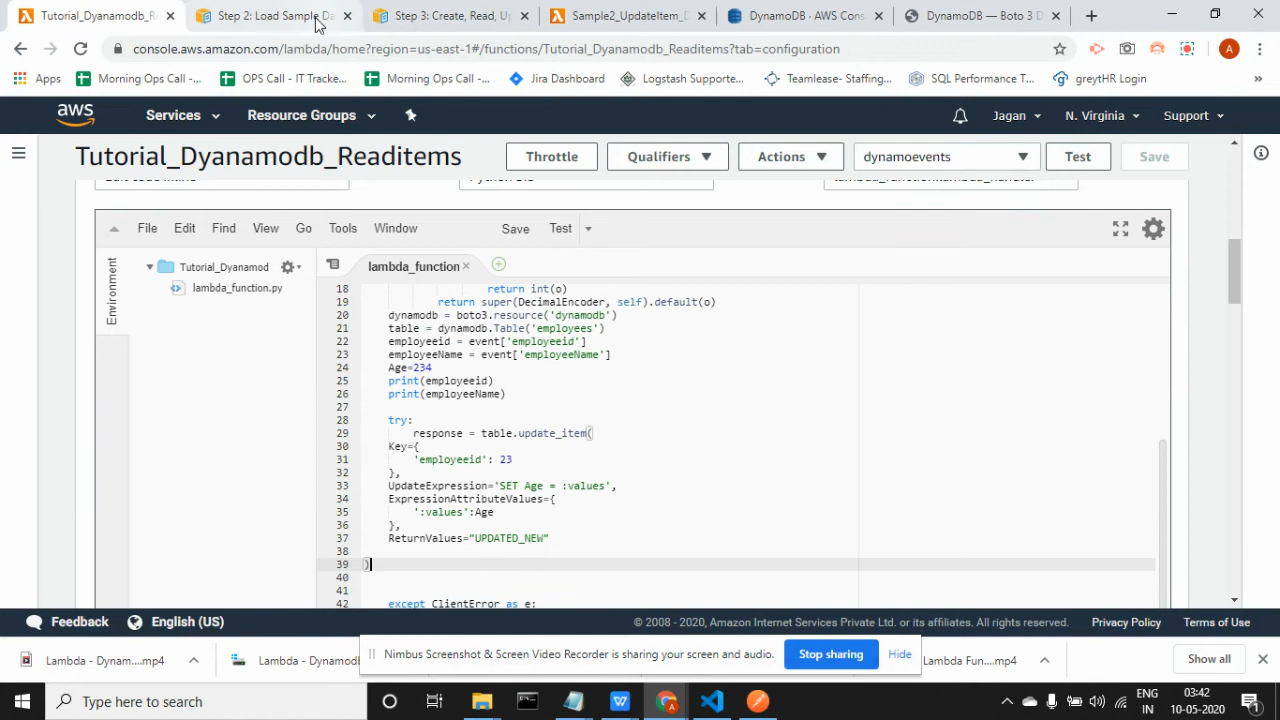 Tutorial_Dyanamodb_R
Step 2: Load Sample Da
Step 3: Create, Read, Up
Sample2_UpdateItem_D
DynamoDB - AWS Cons
DynamoDB — Boto 3 D
console.aws.amazon.com/lambda/home?region=us-east-1#/functions/Tutorial_Dyanamodb_Readitems?tab=configuration
A
Apps
Morning Ops Call -...
OPS Call - IT Tracke...
Morning Ops Call -...
Jira Dashboard
Logstash Supporte...
Teamlease- Staffing...
SQL Performance T...
greytHR Login
aws
Services
Resource Groups
Jagan
N. Virginia
Support
Tutorial_Dyanamodb_Readitems
Throttle
Qualifiers
Actions
dynamoevents
Test
Save
File Edit View Find Go Tools Window Save Test
Environment
Tutorial_Dyanamod
lambda_function.py
lambda_function
18 return int(o)
19 return super(DecimalEncoder, self).default(o)
20 dynamodb = boto3.resource('dynamodb')
21 table = dynamodb.Table('employees')
22 employeeid = event['employeeid']
23 employeeName = event['employeeName']
24 Age=234
25 print(employeeid)
26 print(employeeName)
27
28 try:
29 response = table.update_item(
30 Key={
31 'employeeid': 23
32 },
33 UpdateExpression='SET Age = :values',
34 ExpressionAttributeValues={
35 ':values':Age
36 },
37 ReturnValues="UPDATED_NEW"
38
39 )
40
41
42 except ClientError as e:
Feedback
English (US)
© 2008 - 2020, Amazon Internet Services Private Ltd. or its affiliates. All rights reserved.
Privacy Policy
Terms of Use
Lambda - Dynam....mp4
Lambda - Dynamodb
Nimbus Screenshot & Screen Video Recorder is sharing your screen and audio.
Stop sharing
Hide
Lambda Fun....mp4
Show all
Type here to search
ENG
IN
03:42
10-05-2020
1